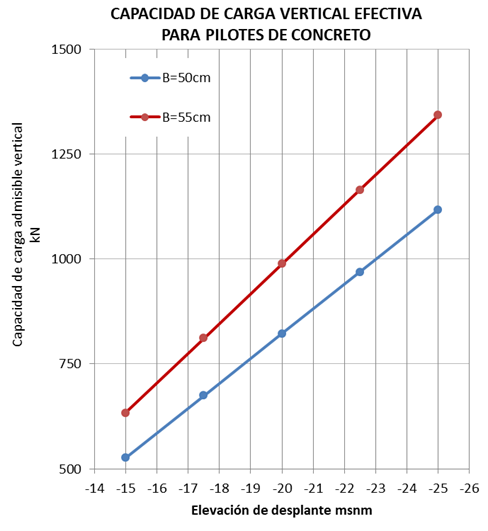 CAPACIDAD DE CARGA VERTICAL EFECTIVA
PARA PILOTES DE CONCRETO
1500
B=50cm
B=55cm
1250
Capacidad de carga admisible vertical
kN
1000
750
500
-14 -15 -16 -17 -18 -19 -20 -21 -22 -23 -24 -25 -26
Elevación de desplante msnm